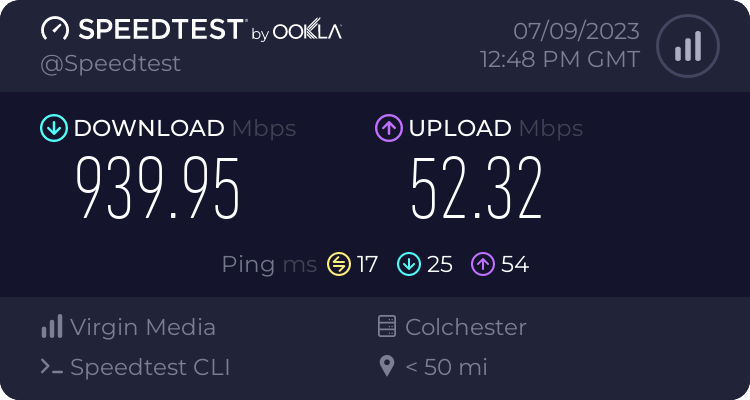 SPEEDTEST by OOKLA
@Speedtest
07/09/2023
12:48 PM GMT
DOWNLOAD Mbps
939.95
UPLOAD Mbps
52.32
Ping ms 17 25 54
Virgin Media
Colchester
Speedtest CLI
< 50 mi